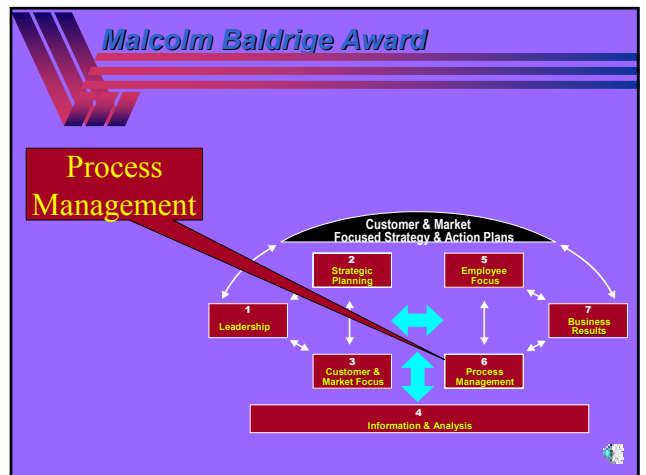 Malcolm Baldrige Award
Process
Management
Customer & Market
Focused Strategy & Action Plans
2
Strategic
Planning
5
Employee
Focus
1
Leadership
7
Business
Results
3
Customer &
Market Focus
6
Process
Management
4
Information & Analysis